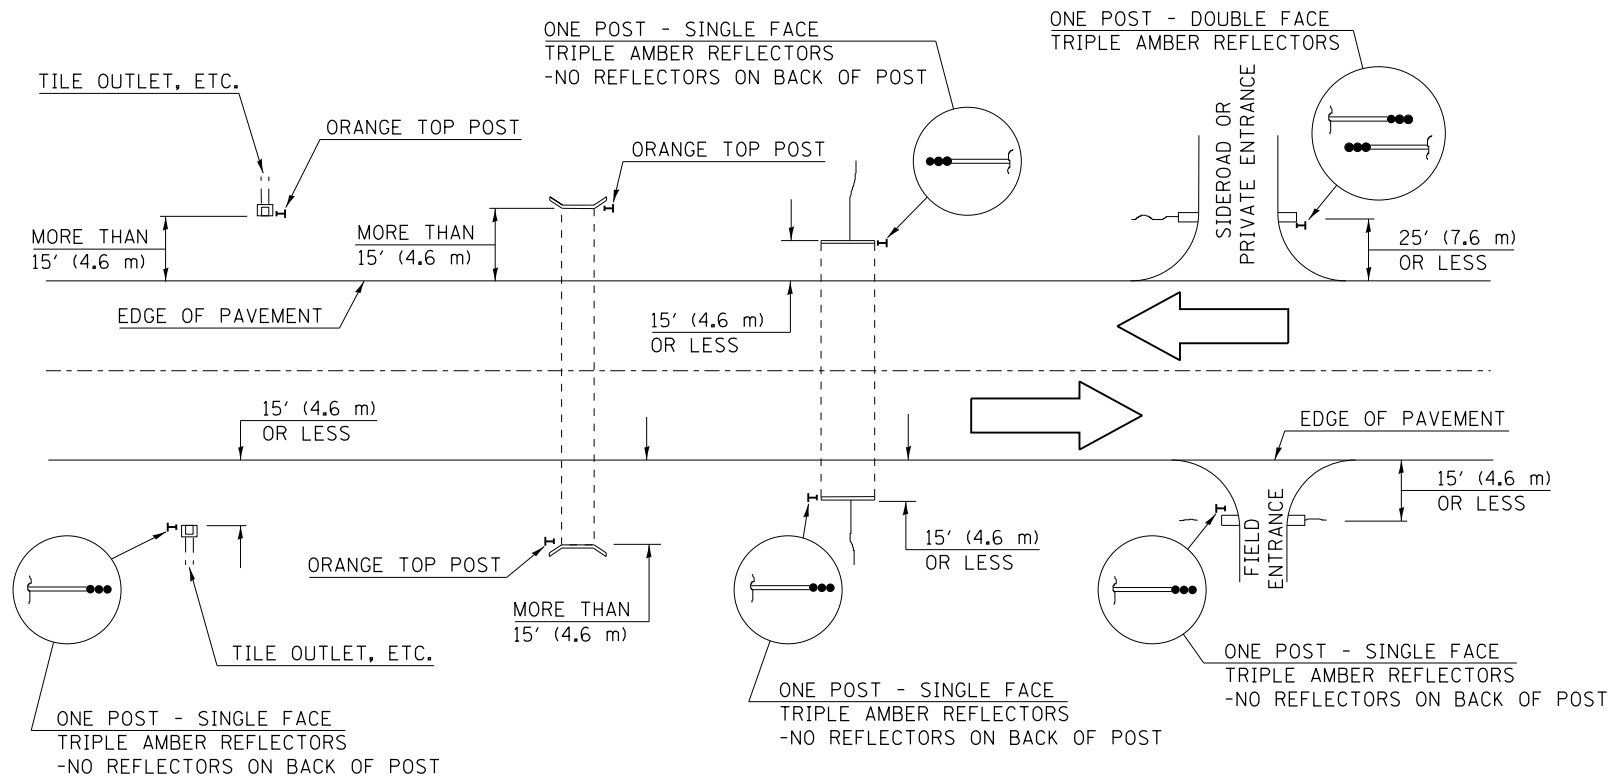 ONE POST - SINGLE FACE
TRIPLE AMBER REFLECTORS
-NO REFLECTORS ON BACK OF POST
ONE POST - DOUBLE FACE
TRIPLE AMBER REFLECTORS
TILE OUTLET, ETC.
ORANGE TOP POST
ORANGE TOP POST
SIDEROAD OR
PRIVATE ENTRANCE
MORE THAN
15' (4.6 m)
MORE THAN
15' (4.6 m)
25' (7.6 m)
OR LESS
EDGE OF PAVEMENT
15' (4.6 m)
OR LESS
15' (4.6 m)
OR LESS
EDGE OF PAVEMENT
15' (4.6 m)
OR LESS
FIELD
ENTRANCE
15' (4.6 m)
OR LESS
ORANGE TOP POST
MORE THAN
15' (4.6 m)
TILE OUTLET, ETC.
ONE POST - SINGLE FACE
TRIPLE AMBER REFLECTORS
-NO REFLECTORS ON BACK OF POST
ONE POST - SINGLE FACE
TRIPLE AMBER REFLECTORS
-NO REFLECTORS ON BACK OF POST
ONE POST - SINGLE FACE
TRIPLE AMBER REFLECTORS
-NO REFLECTORS ON BACK OF POST